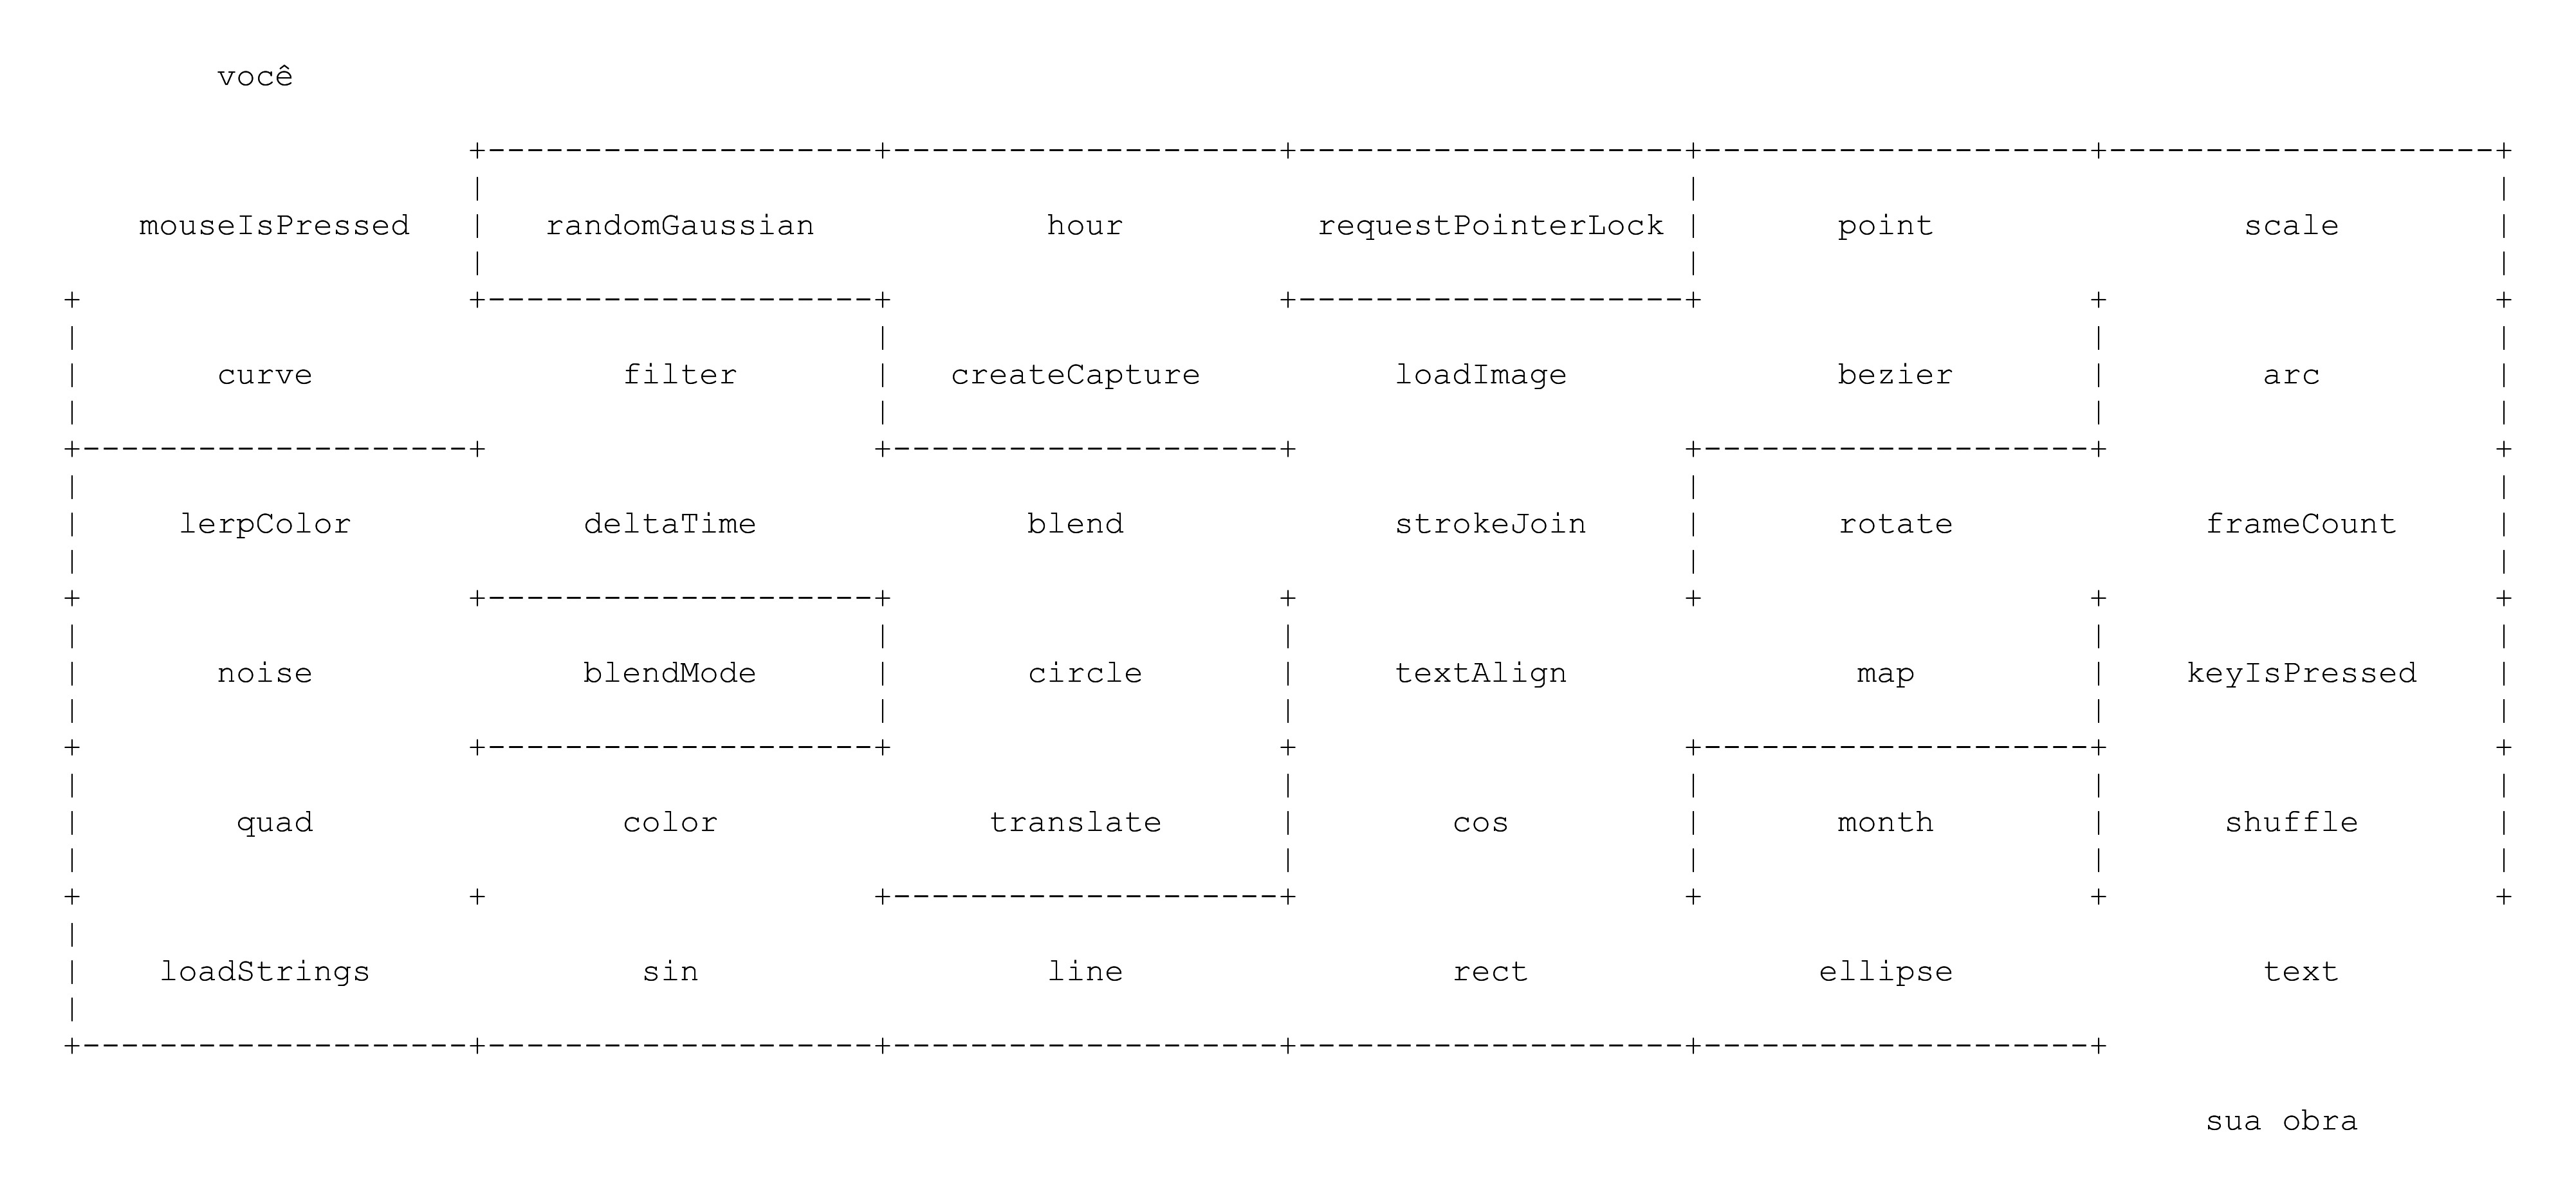 você
mouseIsPressed randomGaussian hour requestPointerLock point scale
curve filter createCapture loadImage bezier arc
lerpColor deltaTime blend strokeJoin rotate frameCount
noise blendMode circle textAlign map keyIsPressed
quad color translate cos month shuffle
loadStrings sin line rect ellipse text
sua obra